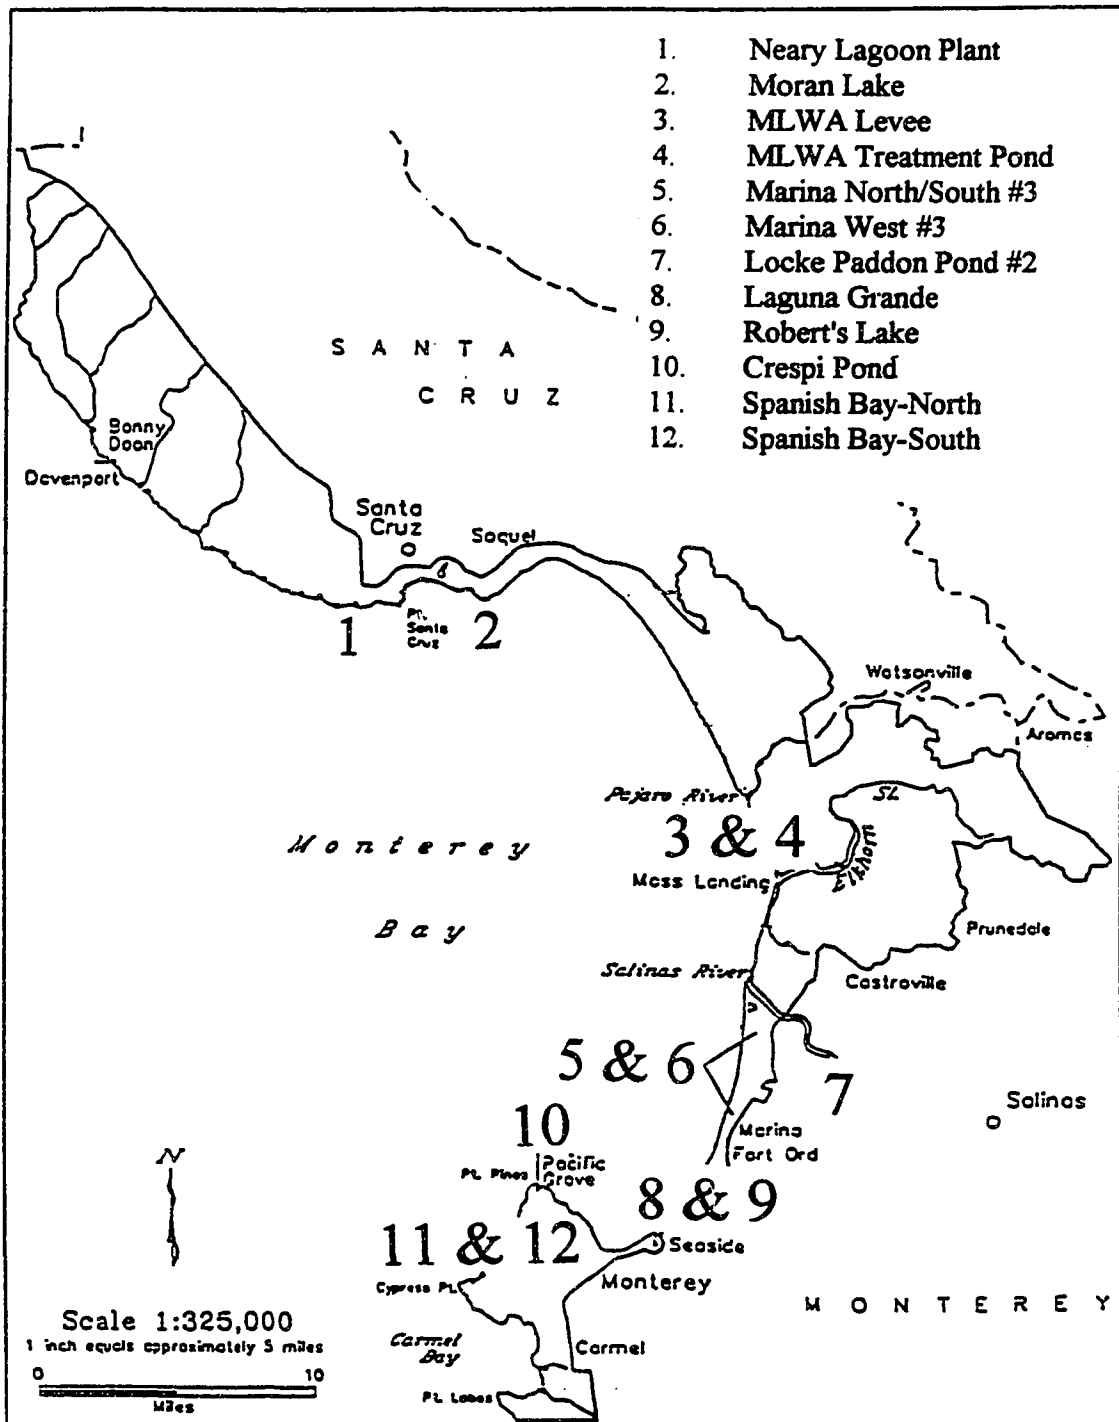 1. Neary Lagoon Plant
2. Moran Lake
3. MLWA Levee
4. MLWA Treatment Pond
5. Marina North/South #3
6. Marina West #3
7. Locke Paddon Pond #2
8. Laguna Grande
9. Robert's Lake
10. Crespi Pond
11. Spanish Bay-North
12. Spanish Bay-South
SANTA
CRUZ
Bonny
Doon
Davenport
Santa
Cruz
Soquel
1
Pt.
Santa
Cruz
2
Watsonville
Aromas
Pajaro River
SL
3 & 4
Elkhorn
Moss Landing
Monterey
Bay
Prunedale
Salinas River
Castroville
5 & 6
7
Salinas
Marina
Fort Ord
10
Pt. Pinos
Pacific
Grove
8 & 9
N
11 & 12
Seaside
Cypress Pt.
Monterey
MONTEREY
Scale 1:325,000
1 inch equals approximately 5 miles
Carmel
Bay
Carmel
0 10
Miles
Pt. Lobos